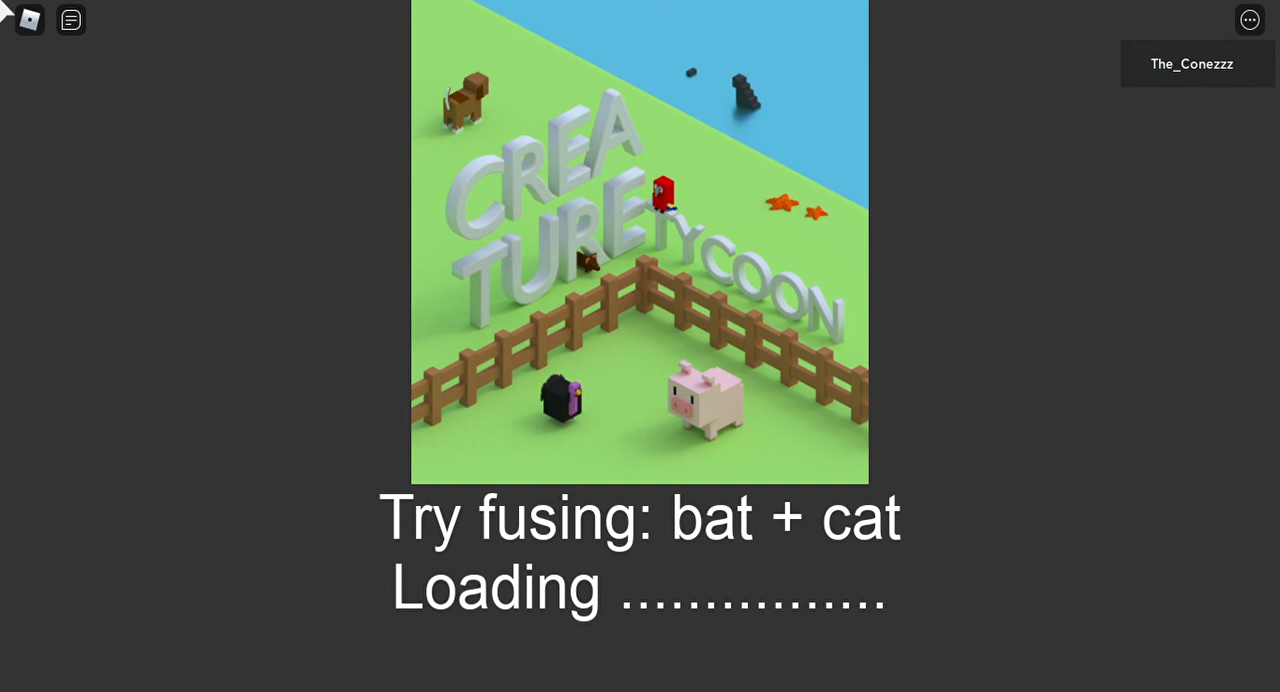 The_Conezzz
CREA
TURE
TYCOON
Try fusing: bat + cat
Loading ................